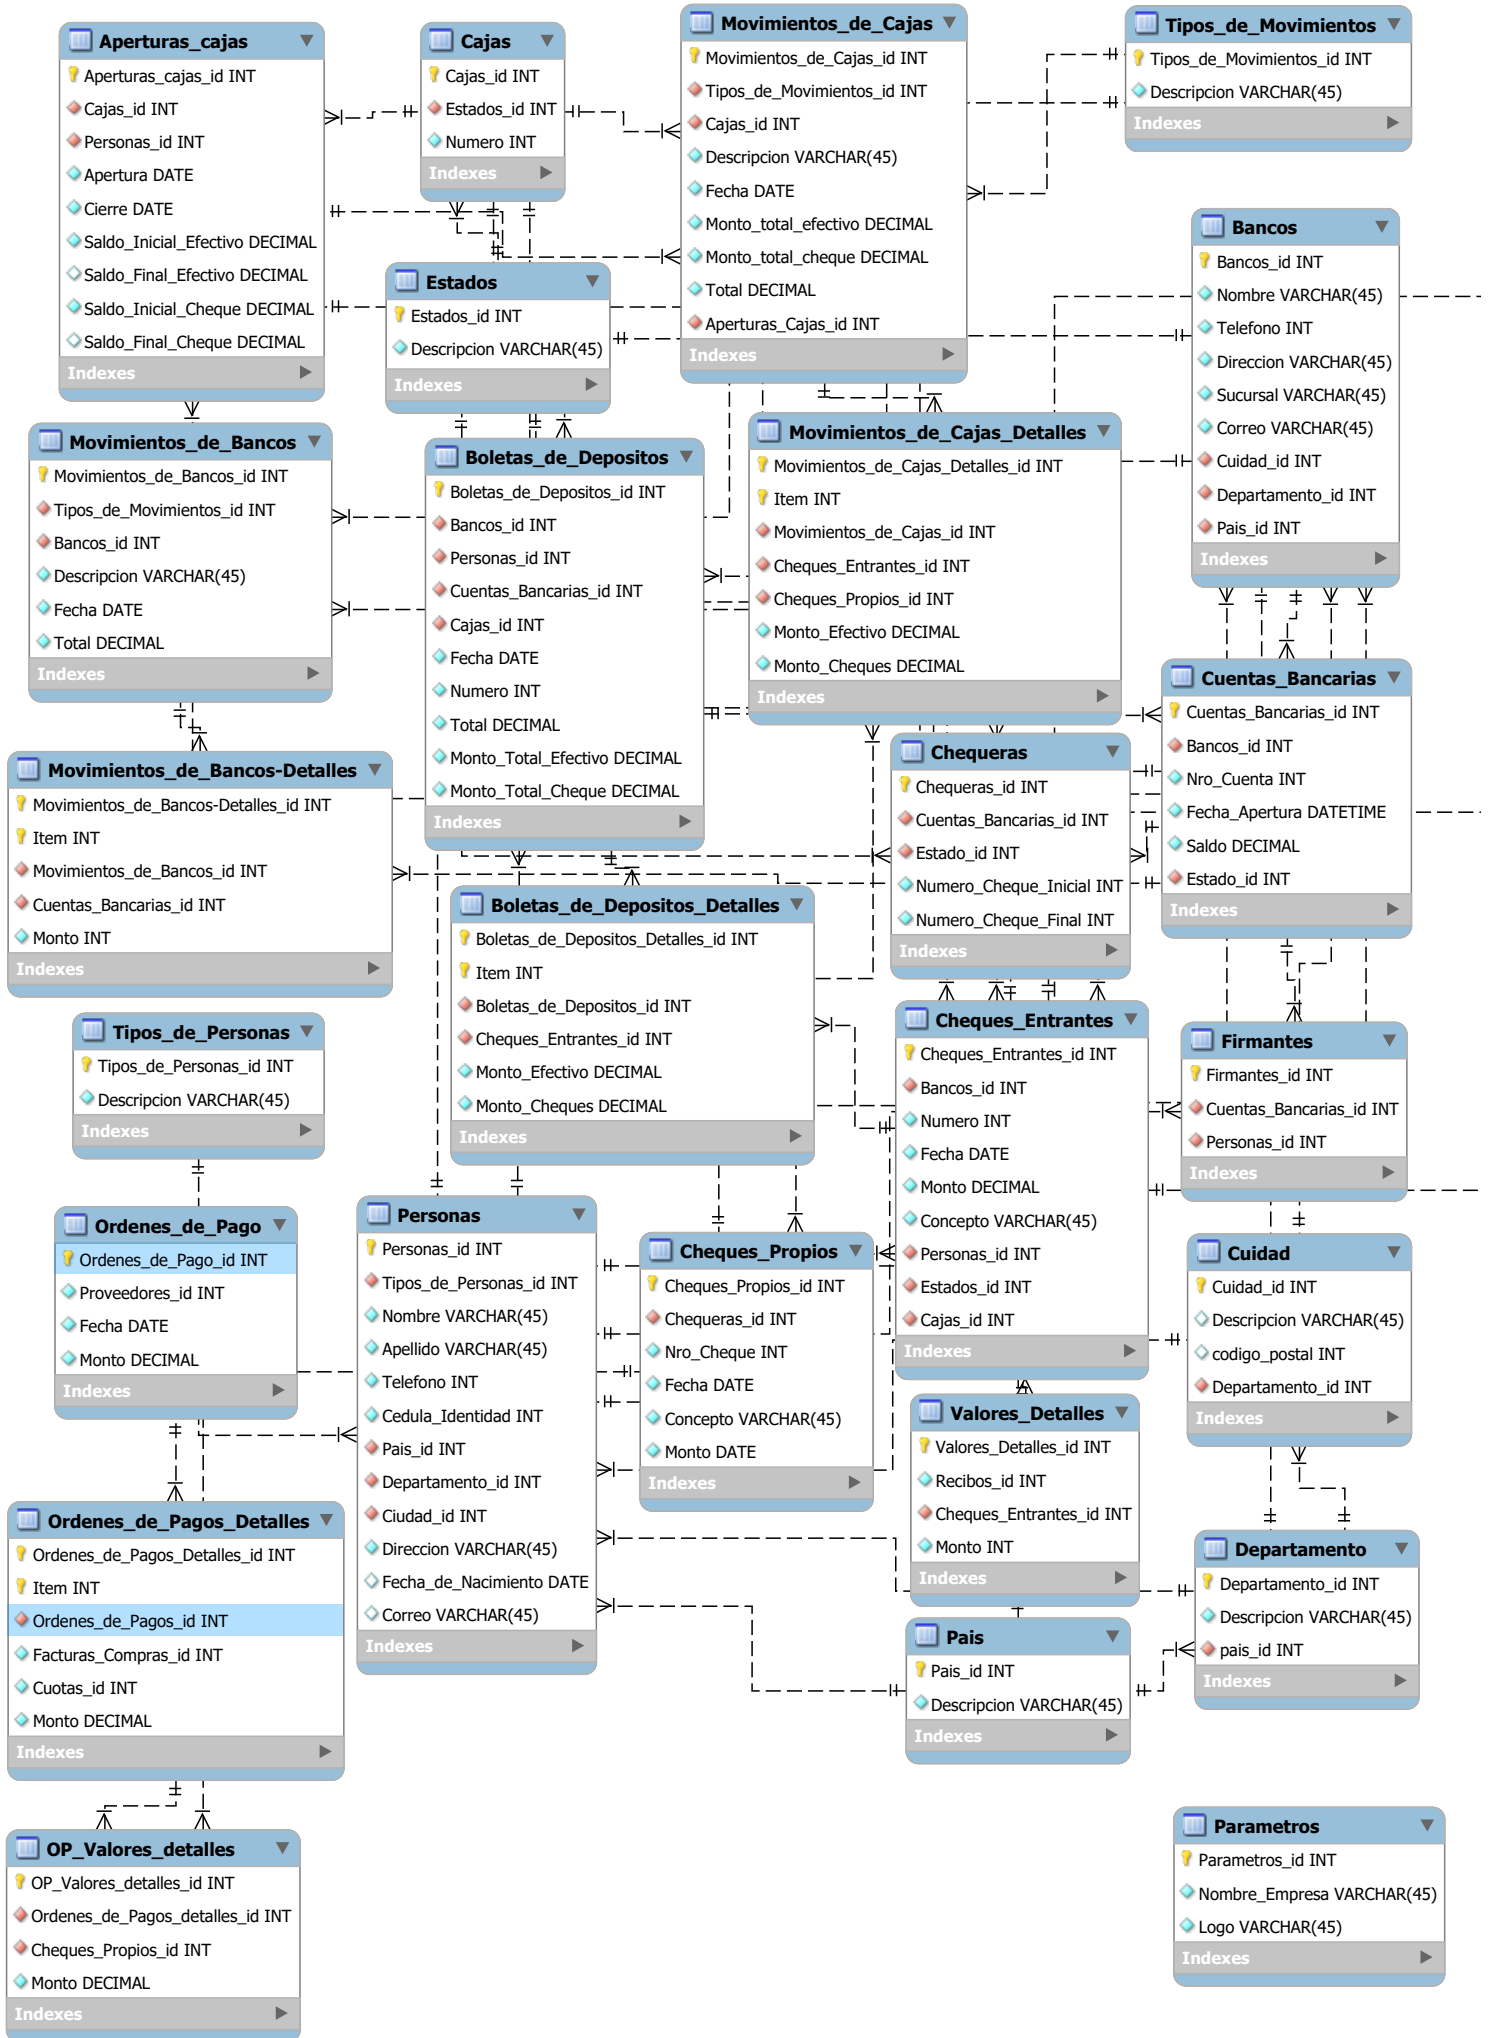 Aperturas_cajas
Aperturas_cajas_id INT
Cajas_id INT
Personas_id INT
Apertura DATE
Cierre DATE
Saldo_Inicial_Efectivo DECIMAL
Saldo_Final_Efectivo DECIMAL
Saldo_Inicial_Cheque DECIMAL
Saldo_Final_Cheque DECIMAL
Indexes
Cajas
Cajas_id INT
Estados_id INT
Numero INT
Indexes
Movimientos_de_Cajas
Movimientos_de_Cajas_id INT
Tipos_de_Movimientos_id INT
Cajas_id INT
Descripcion VARCHAR(45)
Fecha DATE
Monto_total_efectivo DECIMAL
Monto_total_cheque DECIMAL
Total DECIMAL
Aperturas_Cajas_id INT
Indexes
Tipos_de_Movimientos
Tipos_de_Movimientos_id INT
Descripcion VARCHAR(45)
Indexes
Estados
Estados_id INT
Descripcion VARCHAR(45)
Indexes
Bancos
Bancos_id INT
Nombre VARCHAR(45)
Telefono INT
Direccion VARCHAR(45)
Sucursal VARCHAR(45)
Correo VARCHAR(45)
Cuidad_id INT
Departamento_id INT
Pais_id INT
Indexes
Movimientos_de_Bancos
Movimientos_de_Bancos_id INT
Tipos_de_Movimientos_id INT
Bancos_id INT
Descripcion VARCHAR(45)
Fecha DATE
Total DECIMAL
Indexes
Boletas_de_Depositos
Boletas_de_Depositos_id INT
Bancos_id INT
Personas_id INT
Cuentas_Bancarias_id INT
Cajas_id INT
Fecha DATE
Numero INT
Total DECIMAL
Monto_Total_Efectivo DECIMAL
Monto_Total_Cheque DECIMAL
Indexes
Movimientos_de_Cajas_Detalles
Movimientos_de_Cajas_Detalles_id INT
Item INT
Movimientos_de_Cajas_id INT
Cheques_Entrantes_id INT
Cheques_Propios_id INT
Monto_Efectivo DECIMAL
Monto_Cheques DECIMAL
Indexes
Cuentas_Bancarias
Cuentas_Bancarias_id INT
Bancos_id INT
Nro_Cuenta INT
Fecha_Apertura DATETIME
Saldo DECIMAL
Estado_id INT
Indexes
Movimientos_de_Bancos-Detalles
Movimientos_de_Bancos-Detalles_id INT
Item INT
Movimientos_de_Bancos_id INT
Cuentas_Bancarias_id INT
Monto INT
Indexes
Chequeras
Chequeras_id INT
Cuentas_Bancarias_id INT
Estado_id INT
Numero_Cheque_Inicial INT
Numero_Cheque_Final INT
Indexes
Boletas_de_Depositos_Detalles
Boletas_de_Depositos_Detalles_id INT
Item INT
Boletas_de_Depositos_id INT
Cheques_Entrantes_id INT
Monto_Efectivo DECIMAL
Monto_Cheques DECIMAL
Indexes
Tipos_de_Personas
Tipos_de_Personas_id INT
Descripcion VARCHAR(45)
Indexes
Cheques_Entrantes
Cheques_Entrantes_id INT
Bancos_id INT
Numero INT
Fecha DATE
Monto DECIMAL
Concepto VARCHAR(45)
Personas_id INT
Estados_id INT
Cajas_id INT
Indexes
Firmantes
Firmantes_id INT
Cuentas_Bancarias_id INT
Personas_id INT
Indexes
Ordenes_de_Pago
Ordenes_de_Pago_id INT
Proveedores_id INT
Fecha DATE
Monto DECIMAL
Indexes
Personas
Personas_id INT
Tipos_de_Personas_id INT
Nombre VARCHAR(45)
Apellido VARCHAR(45)
Telefono INT
Cedula_Identidad INT
Pais_id INT
Departamento_id INT
Ciudad_id INT
Direccion VARCHAR(45)
Fecha_de_Nacimiento DATE
Correo VARCHAR(45)
Indexes
Cheques_Propios
Cheques_Propios_id INT
Chequeras_id INT
Nro_Cheque INT
Fecha DATE
Concepto VARCHAR(45)
Monto DATE
Indexes
Cuidad
Cuidad_id INT
Descripcion VARCHAR(45)
codigo_postal INT
Departamento_id INT
Indexes
Valores_Detalles
Valores_Detalles_id INT
Recibos_id INT
Cheques_Entrantes_id INT
Monto INT
Indexes
Ordenes_de_Pagos_Detalles
Ordenes_de_Pagos_Detalles_id INT
Item INT
Ordenes_de_Pagos_id INT
Facturas_Compras_id INT
Cuotas_id INT
Monto DECIMAL
Indexes
Departamento
Departamento_id INT
Descripcion VARCHAR(45)
pais_id INT
Indexes
Pais
Pais_id INT
Descripcion VARCHAR(45)
Indexes
OP_Valores_detalles
OP_Valores_detalles_id INT
Ordenes_de_Pagos_detalles_id INT
Cheques_Propios_id INT
Monto DECIMAL
Indexes
Parametros
Parametros_id INT
Nombre_Empresa VARCHAR(45)
Logo VARCHAR(45)
Indexes